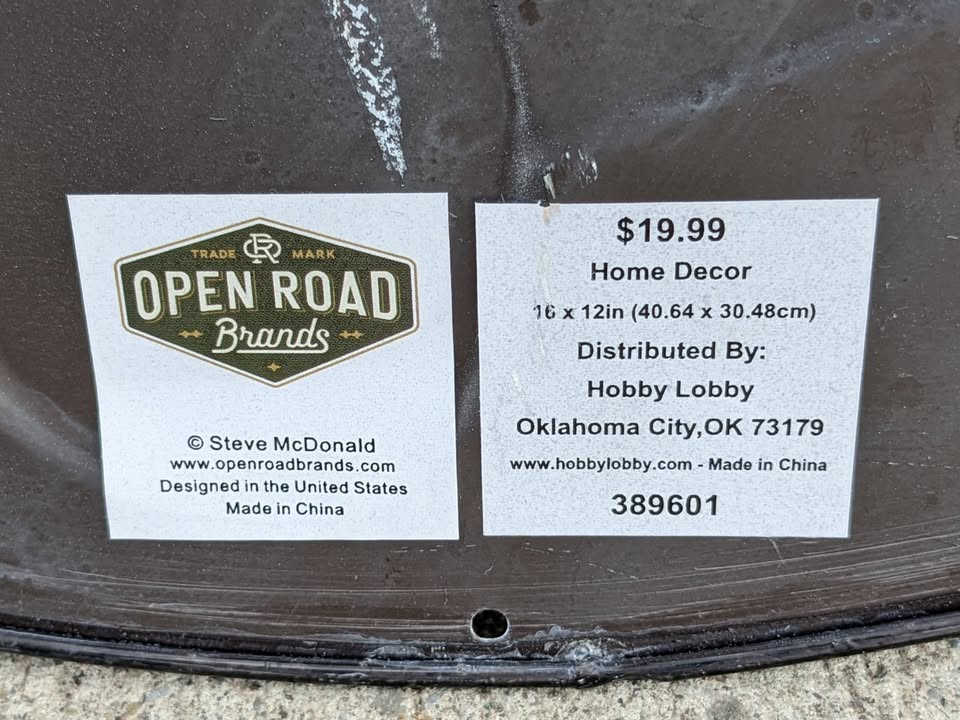 TRADE MARK
OPEN ROAD
Brands
© Steve McDonald
www.openroadbrands.com
Designed in the United States
Made in China
$19.99
Home Decor
16 x 12in (40.64 x 30.48cm)
Distributed By:
Hobby Lobby
Oklahoma City,OK 73179
www.hobbylobby.com - Made in China
389601